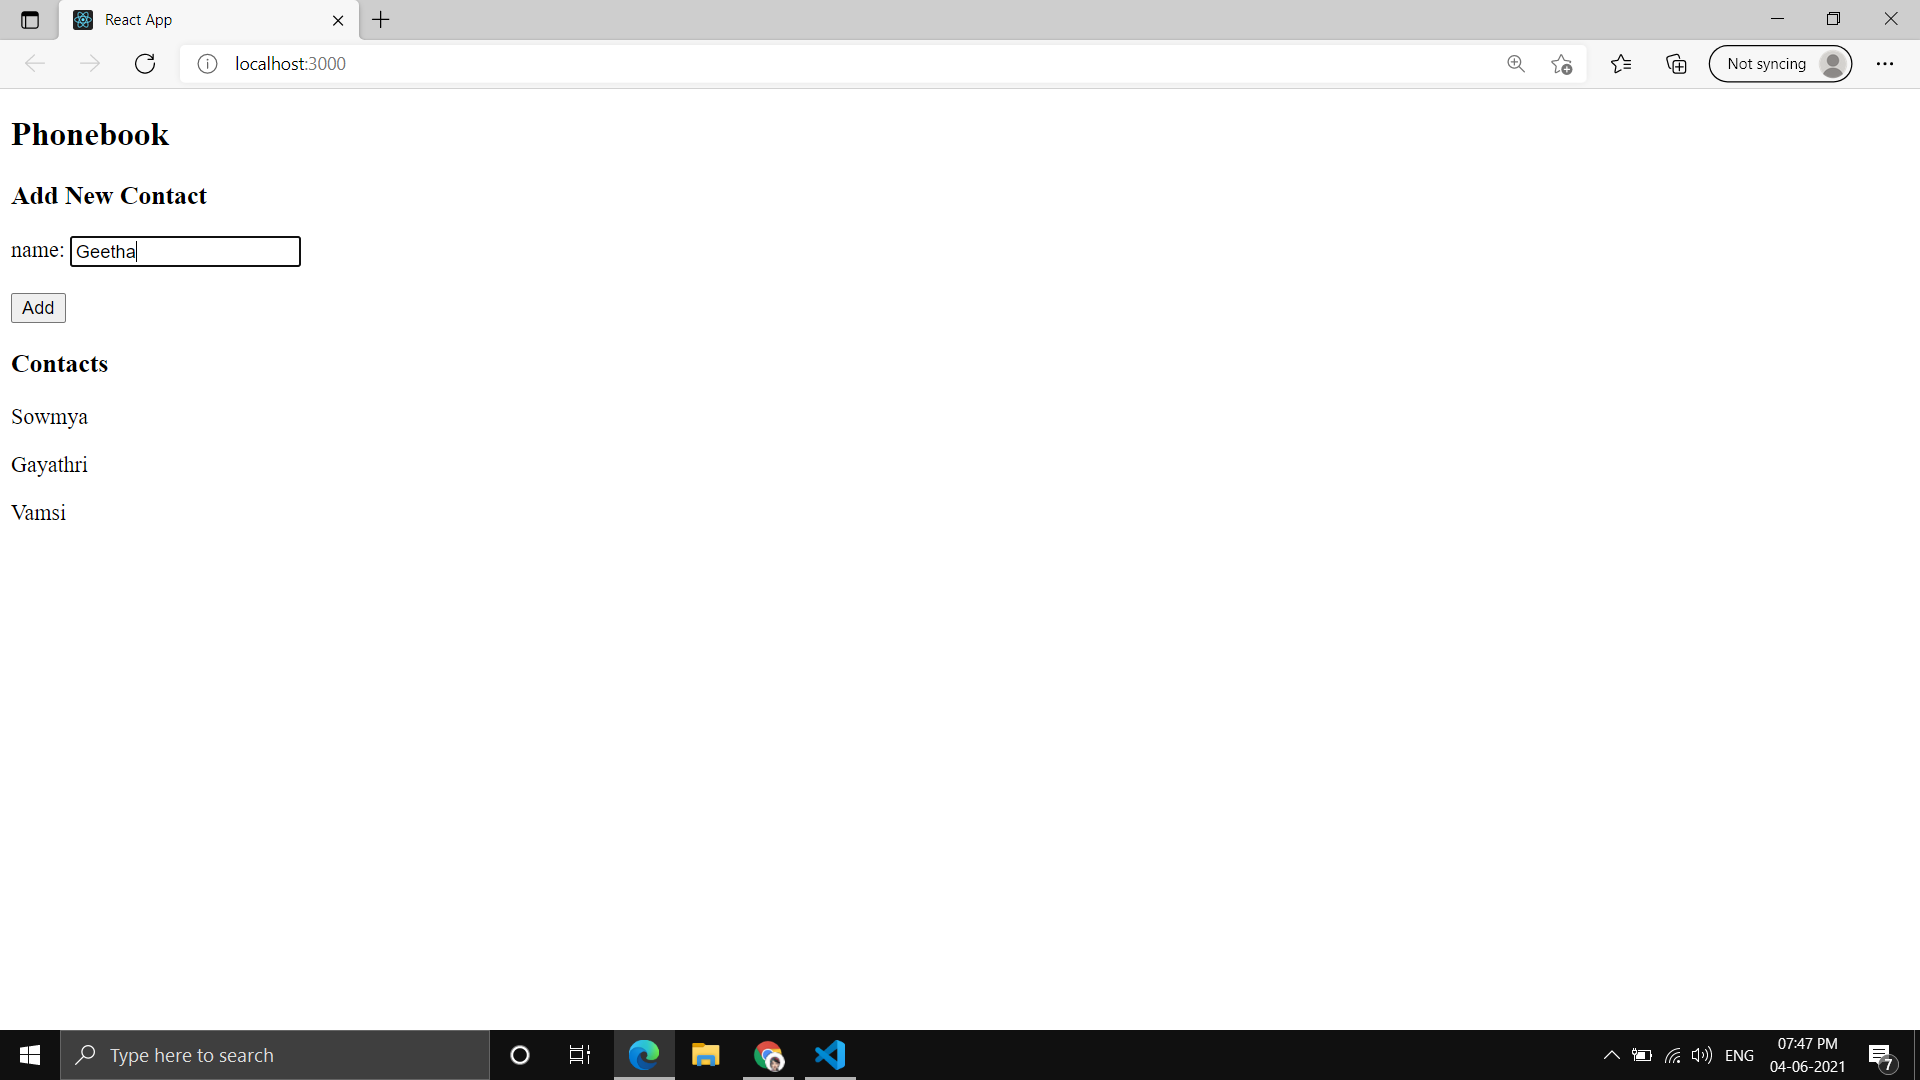 React App
localhost:3000
Not syncing
Phonebook
Add New Contact
name: Geetha
Add
Contacts
Sowmya
Gayathri
Vamsi
Type here to search
ENG
07:47 PM
04-06-2021
7